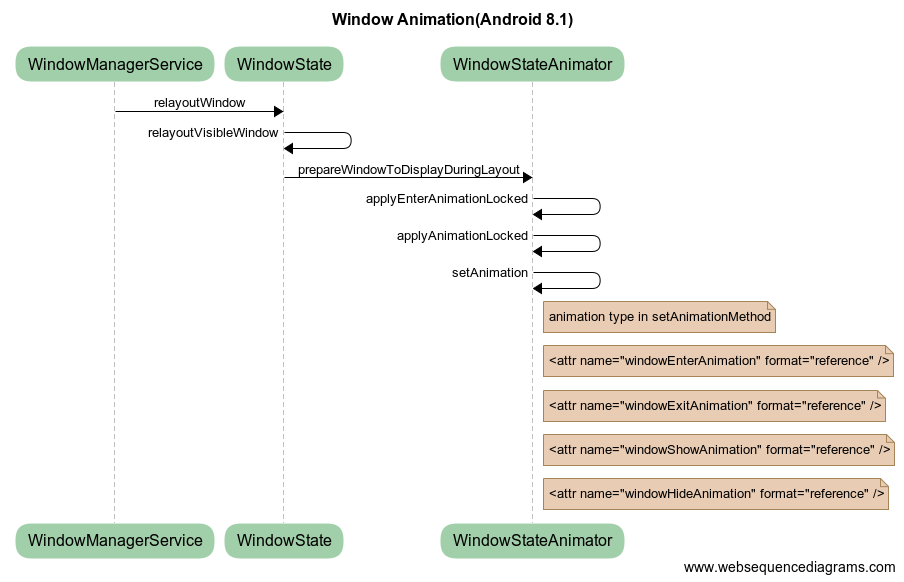 Window Animation(Android 8.1)
WindowManagerService
WindowState
WindowStateAnimator
relayoutWindow
relayoutVisibleWindow
prepareWindowToDisplayDuringLayout
applyEnterAnimationLocked
applyAnimationLocked
setAnimation
animation type in setAnimationMethod
<attr name="windowEnterAnimation" format="reference" />
<attr name="windowExitAnimation" format="reference" />
<attr name="windowShowAnimation" format="reference" />
<attr name="windowHideAnimation" format="reference" />
WindowManagerService
WindowState
WindowStateAnimator
www.websequencediagrams.com